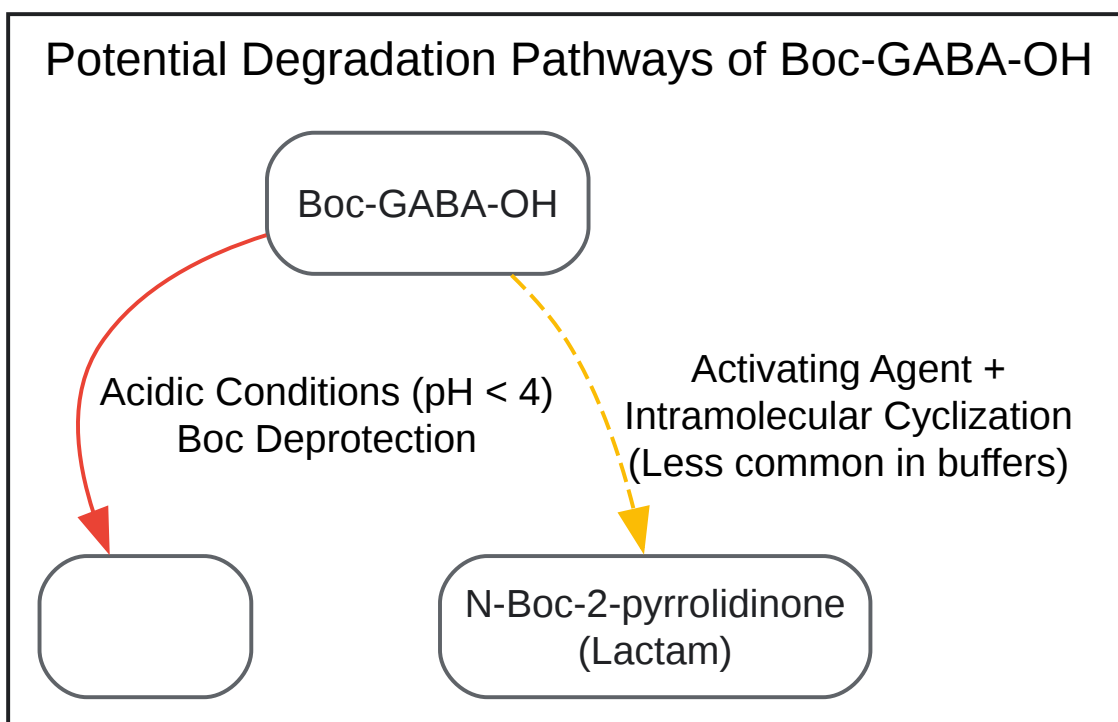 Potential Degradation Pathways of Boc-GABA-OH
Boc-GABA-OH
Acidic Conditions (pH < 4)
Boc Deprotection
Activating Agent +
Intramolecular Cyclization
(Less common in buffers)
N-Boc-2-pyrrolidinone
(Lactam)